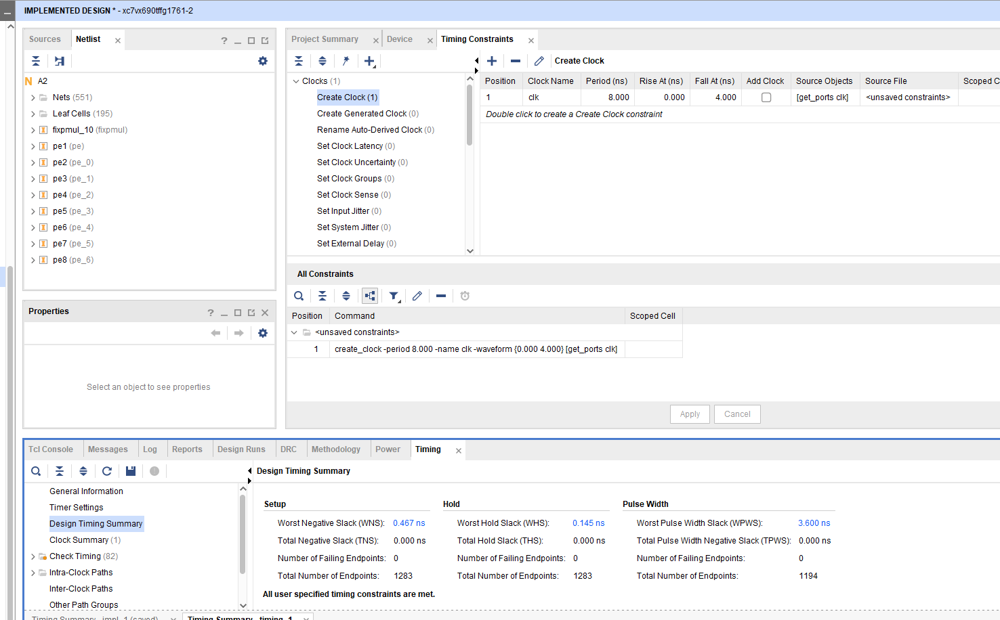 IMPLEMENTED DESIGN * - xc7vx690tffg1761-2
Sources Netlist
A2
Nets (551)
Leaf Cells (195)
fixpmul_10 (fixpmul)
pe1 (pe)
pe2 (pe_0)
pe3 (pe_1)
pe4 (pe_2)
pe5 (pe_3)
pe6 (pe_4)
pe7 (pe_5)
pe8 (pe_6)
Properties
Select an object to see properties
Project Summary Device Timing Constraints
Clocks (1)
Create Clock (1)
Create Generated Clock (0)
Rename Auto-Derived Clock (0)
Set Clock Latency (0)
Set Clock Uncertainty (0)
Set Clock Groups (0)
Set Clock Sense (0)
Set Input Jitter (0)
Set System Jitter (0)
Set External Delay (0)
Create Clock
Position Clock Name Period (ns) Rise At (ns) Fall At (ns) Add Clock Source Objects Source File Scoped C
1 clk 8.000 0.000 4.000 [get_ports clk] <unsaved constraints>
Double click to create a Create Clock constraint
All Constraints
Position Command Scoped Cell
<unsaved constraints>
1 create_clock -period 8.000 -name clk -waveform {0.000 4.000} [get_ports clk]
Apply Cancel
Tcl Console Messages Log Reports Design Runs DRC Methodology Power Timing
General Information
Timer Settings
Design Timing Summary
Clock Summary (1)
Check Timing (82)
Intra-Clock Paths
Inter-Clock Paths
Other Path Groups
Design Timing Summary
Setup Hold Pulse Width
Worst Negative Slack (WNS): 0.467 ns Worst Hold Slack (WHS): 0.145 ns Worst Pulse Width Slack (WPWS): 3.600 ns
Total Negative Slack (TNS): 0.000 ns Total Hold Slack (THS): 0.000 ns Total Pulse Width Negative Slack (TPWS): 0.000 ns
Number of Failing Endpoints: 0 Number of Failing Endpoints: 0 Number of Failing Endpoints: 0
Total Number of Endpoints: 1283 Total Number of Endpoints: 1283 Total Number of Endpoints: 1194
All user specified timing constraints are met.
Timing Summary - impl_1 (saved) Timing Summary - timing_1